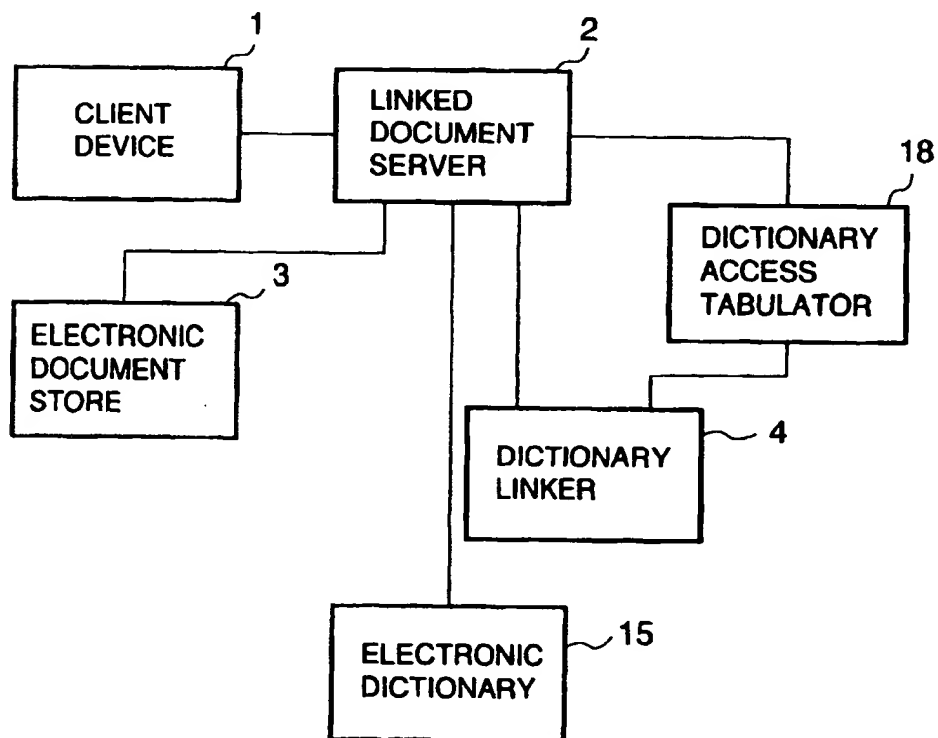 1
CLIENT
DEVICE
2
LINKED
DOCUMENT
SERVER
18
DICTIONARY
ACCESS
TABULATOR
3
ELECTRONIC
DOCUMENT
STORE
4
DICTIONARY
LINKER
15
ELECTRONIC
DICTIONARY